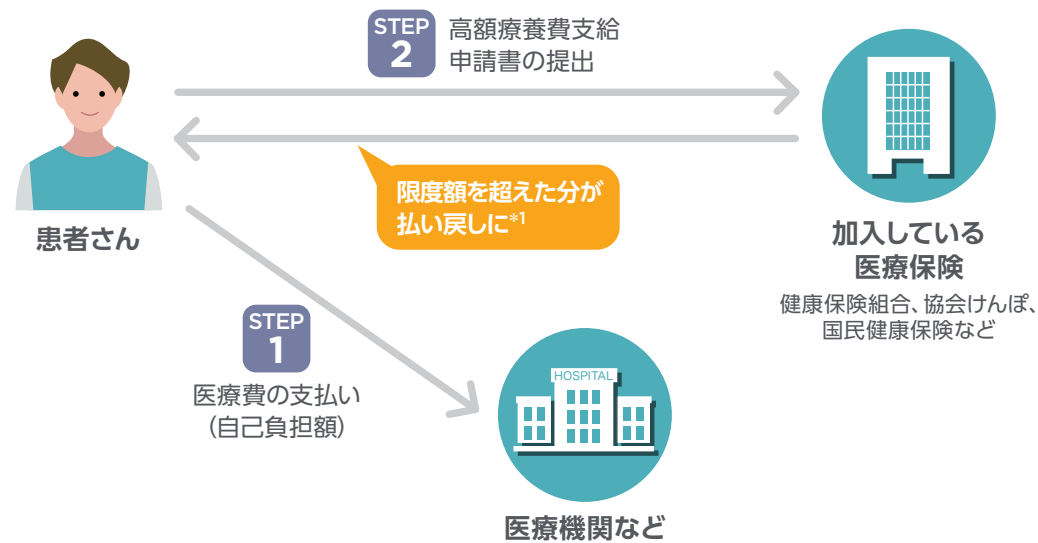 STEP
2
高額療養費支給
申請書の提出
限度額を超えた分が
払い戻しに*1
患者さん
加入している
医療保険
健康保険組合、協会けんぽ、
国民健康保険など
STEP
1
医療費の支払い
(自己負担額)
HOSPITAL
医療機関など